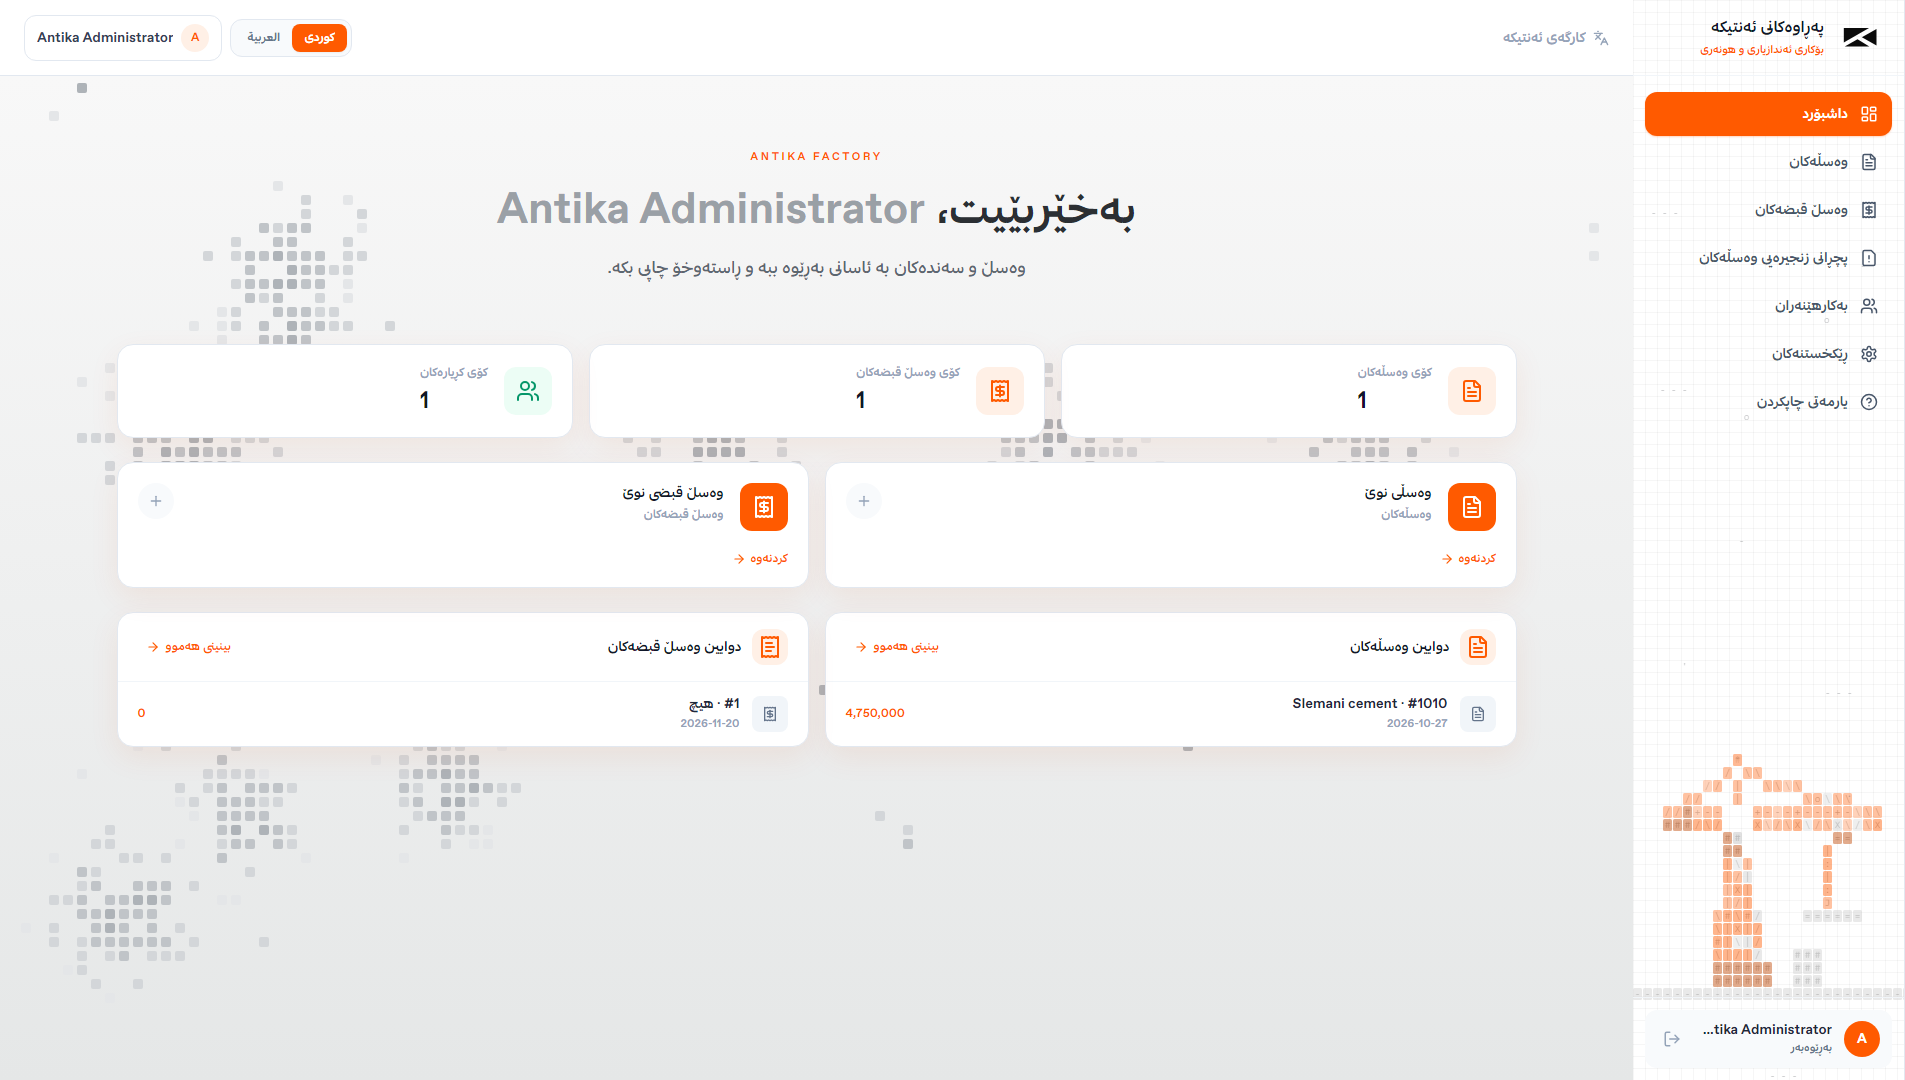 پەڕاوەکانی ئەنتیکە
بۆکاری ئەندازیاری و هونەری
داشبۆرد
وەسڵەکان
وەسڵ قبضەکان
پچڕانی زنجیرەیی وەسڵەکان
بەکارهێنەران
ڕێکخستنەکان
یارمەتی چاپکردن
Antika Administrator...
بەڕێوەبەر
A
کارگەی ئەنتیکە
كوردی
العربية
A
Antika Administrator
ANTIKA FACTORY
بەخێربێیت، Antika Administrator
وەسڵ و سەندەکان بە ئاسانی بەڕێوە ببە و ڕاستەوخۆ چاپی بکە.
کۆی وەسڵەکان
1
کۆی وەسڵ قبضەکان
1
کۆی کڕیارەکان
1
وەسڵی نوێ
وەسڵەکان
کردنەوە
وەسڵ قبضی نوێ
وەسڵ قبضەکان
کردنەوە
دوایین وەسڵەکان
بینینی هەموو
Slemani cement · #1010
2026-10-27
4,750,000
دوایین وەسڵ قبضەکان
بینینی هەموو
#1 · هیچ
2026-11-20
0